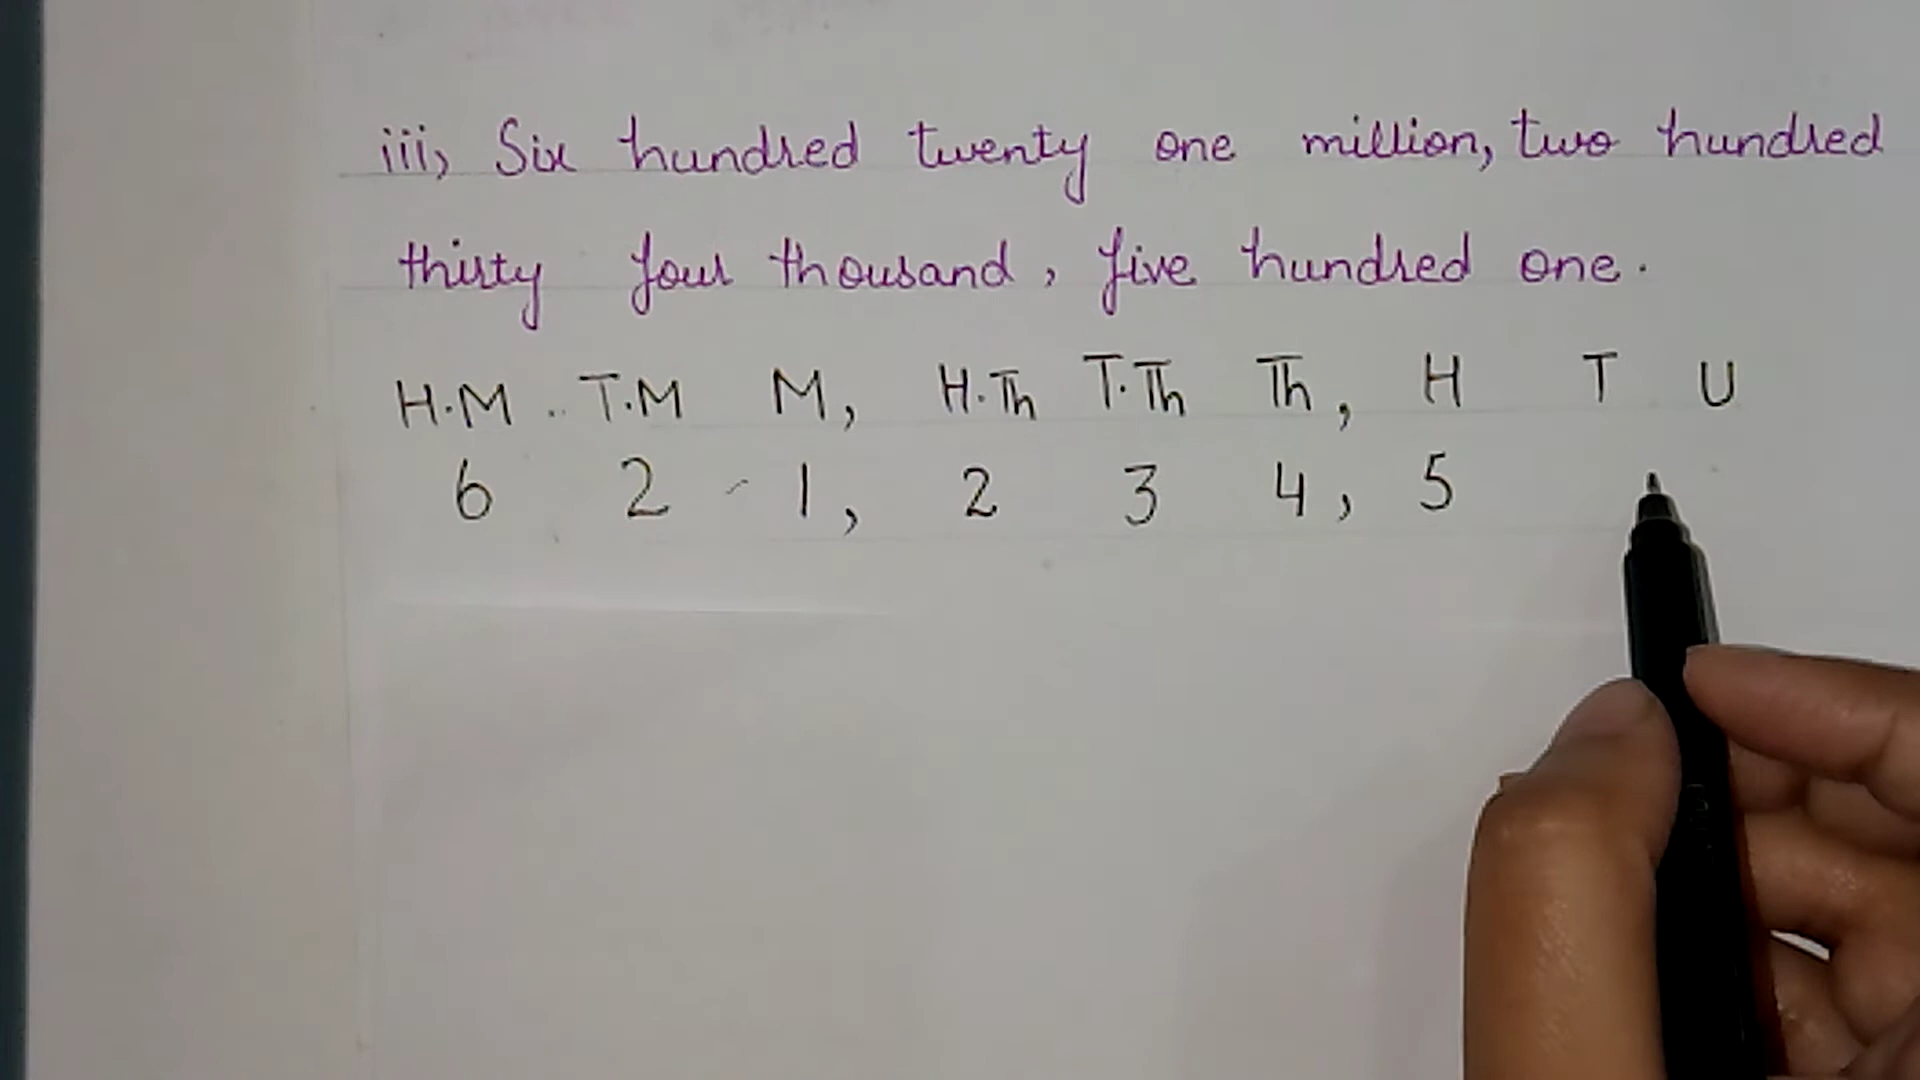 iii, Six hundred twenty one million, two hundred
thirty four thousand, five hundred one.
H.M T.M M, H.Th T.Th Th, H T U
6 2 1, 2 3 4, 5